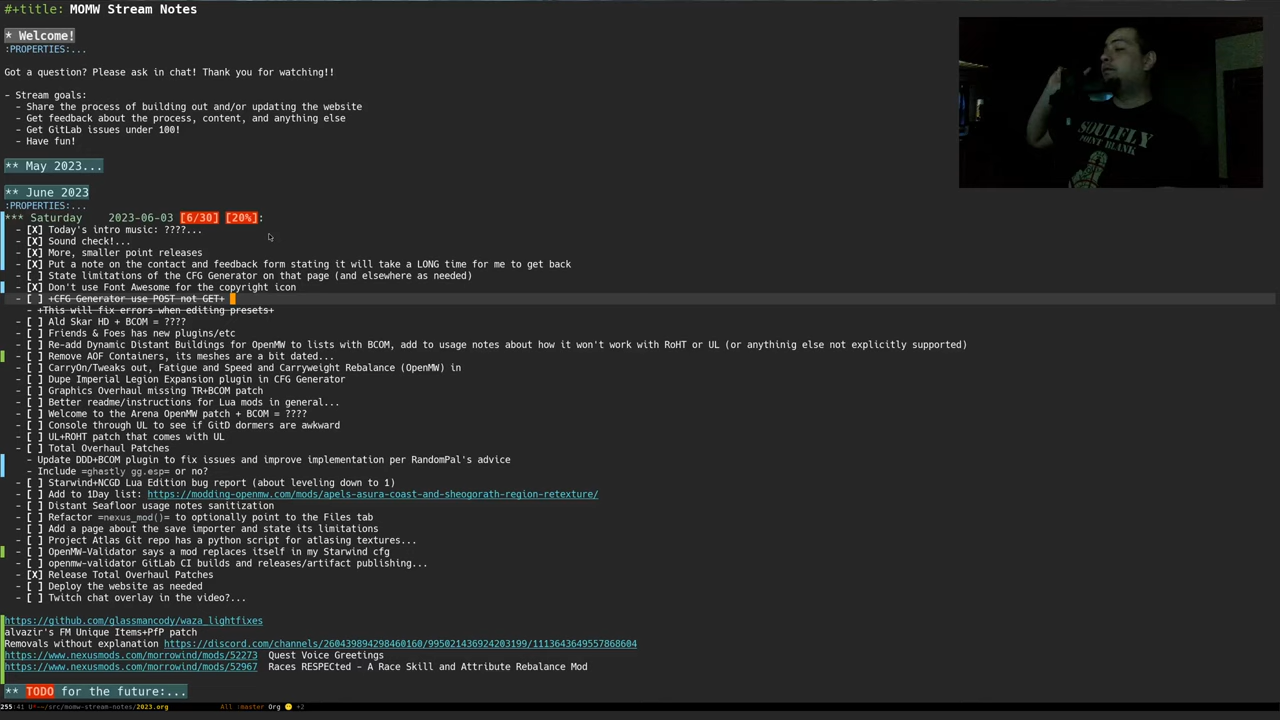 #+title: MOMW Stream Notes
* Welcome!
:PROPERTIES:...
Got a question? Please ask in chat! Thank you for watching!!
- Stream goals:
- Share the process of building out and/or updating the website
- Get feedback about the process, content, and anything else
- Get GitLab issues under 100!
- Have fun!
** May 2023...
** June 2023
:PROPERTIES:...
*** Saturday 2023-06-03 [6/30] [20%]:
- [X] Today's intro music: ????...
- [X] Sound check!...
- [X] More, smaller point releases
- [X] Put a note on the contact and feedback form stating it will take a LONG time for me to get back
- [ ] State limitations of the CFG Generator on that page (and elsewhere as needed)
- [X] Don't use Font Awesome for the copyright icon
- [ ] +CFG Generator use POST not GET+
- +This will fix errors when editing presets+
- [ ] Ald Skar HD + BCOM = ????
- [ ] Friends & Foes has new plugins/etc
- [ ] Re-add Dynamic Distant Buildings for OpenMW to lists with BCOM, add to usage notes about how it won't work with RoHT or UL (or anythinig else not explicitly supported)
- [ ] Remove AOF Containers, its meshes are a bit dated...
- [ ] CarryOn/Tweaks out, Fatigue and Speed and Carryweight Rebalance (OpenMW) in
- [ ] Dupe Imperial Legion Expansion plugin in CFG Generator
- [ ] Graphics Overhaul missing TR+BCOM patch
- [ ] Better readme/instructions for Lua mods in general...
- [ ] Welcome to the Arena OpenMW patch + BCOM = ????
- [ ] Console through UL to see if GitD dormers are awkward
- [ ] UL+ROHT patch that comes with UL
- [ ] Total Overhaul Patches
- Update DDD+BCOM plugin to fix issues and improve implementation per RandomPal's advice
- Include =ghastly gg.esp= or no?
- [ ] Starwind+NCGD Lua Edition bug report (about leveling down to 1)
- [ ] Add to 1Day list: https://modding-openmw.com/mods/apels-asura-coast-and-sheogorath-region-retexture/
- [ ] Distant Seafloor usage notes sanitization
- [ ] Refactor =nexus_mod()= to optionally point to the Files tab
- [ ] Add a page about the save importer and state its limitations
- [ ] Project Atlas Git repo has a python script for atlasing textures...
- [ ] OpenMW-Validator says a mod replaces itself in my Starwind cfg
- [ ] openmw-validator GitLab CI builds and releases/artifact publishing...
- [X] Release Total Overhaul Patches
- [ ] Deploy the website as needed
- [ ] Twitch chat overlay in the video?...
https://github.com/glassmancody/waza_lightfixes
alvazir's FM Unique Items+PfP patch
Removals without explanation https://discord.com/channels/260439894298460160/995021436924203199/1113643649557868604
https://www.nexusmods.com/morrowind/mods/52273 Quest Voice Greetings
https://www.nexusmods.com/morrowind/mods/52967 Races RESPECted - A Race Skill and Attribute Rebalance Mod
** TODO for the future:...
255:41 U:--~/src/momw-stream-notes/2023.org All :master Org +2
SOULFLY
POINT BLANK